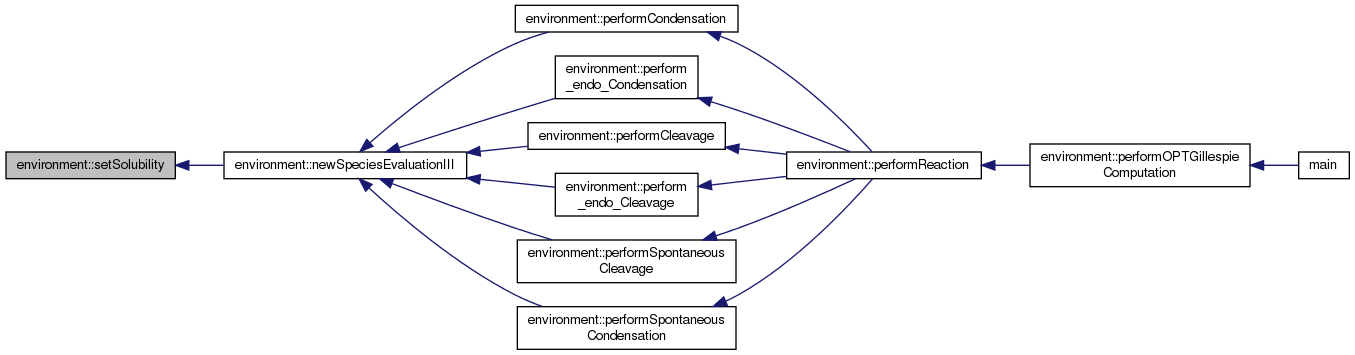 environment::setSolubility
environment::newSpeciesEvaluationIII
environment::performCondensation
environment::perform
_endo_Condensation
environment::performCleavage
environment::perform
_endo_Cleavage
environment::performSpontaneous
Cleavage
environment::performSpontaneous
Condensation
environment::performReaction
environment::performOPTGillespie
Computation
main